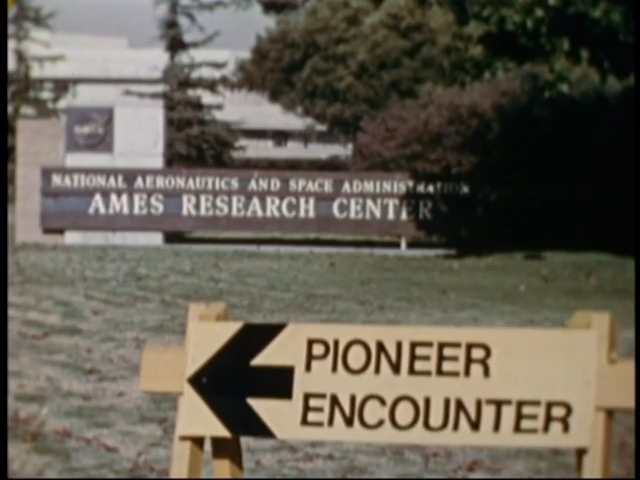 NATIONAL AERONAUTICS AND SPACE ADMINISTRATION
AMES RESEARCH CENTER
PIONEER
ENCOUNTER